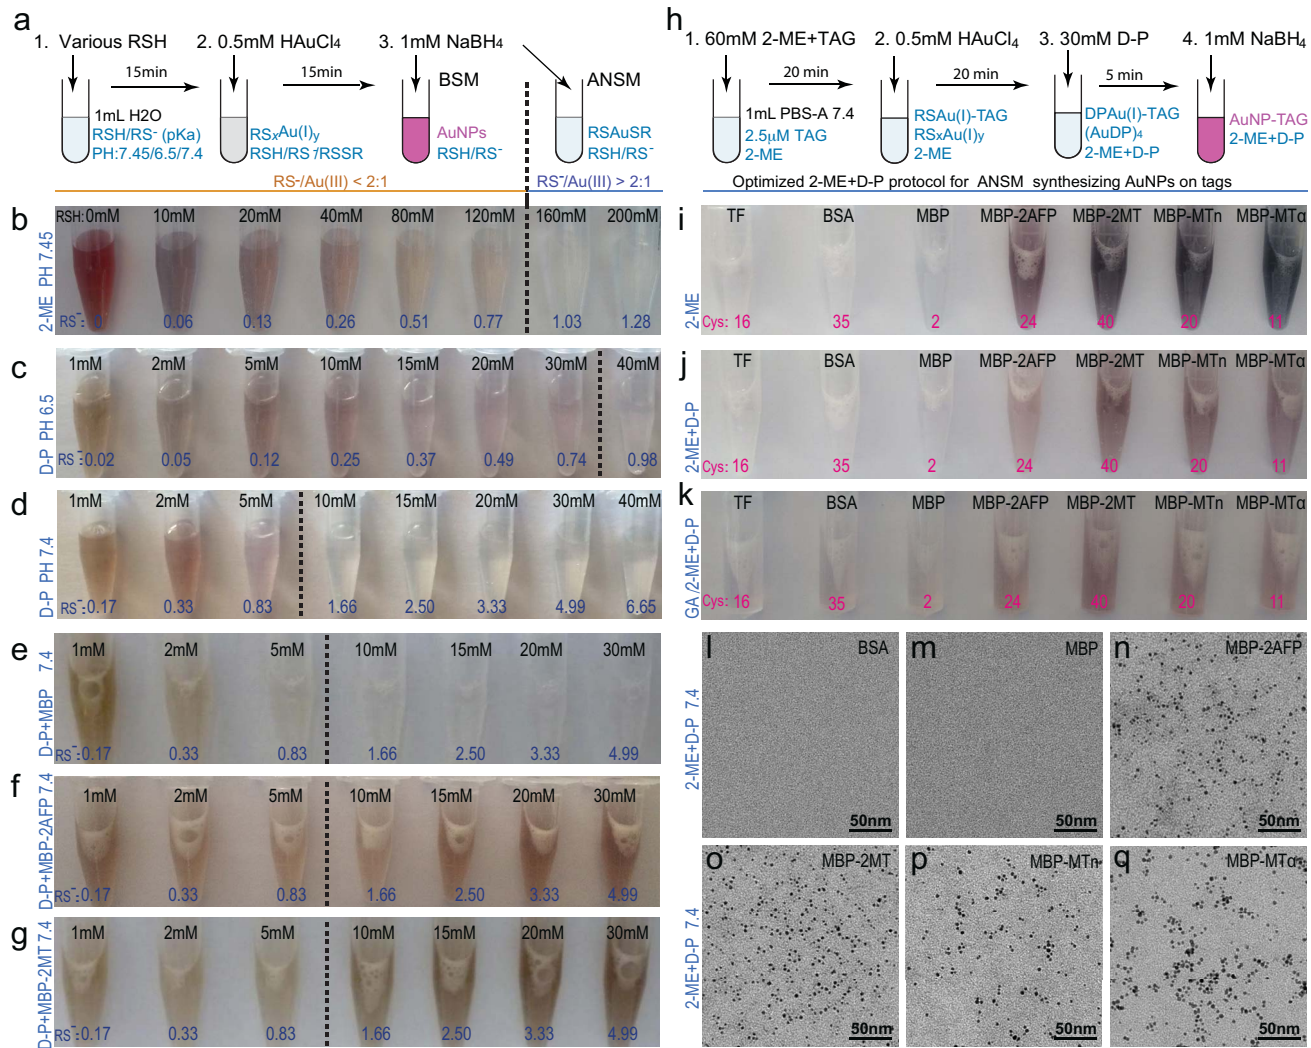 a
1. Various RSH
2. 0.5mM HAuCl₄
3. 1mM NaBH₄
15min
15min
BSM
ANSM
1mL H2O
RSH/RS⁻ (pKa)
PH:7.45/6.5/7.4
RSₓAu(I)ᵧ
RSH/RS⁻/RSSR
AuNPs
RSH/RS⁻
RSAuSR
RSH/RS⁻
RS⁻/Au(III) < 2:1
RS⁻/Au(III) > 2:1
b
2-ME PH 7.45
RSH:0mM 10mM 20mM 40mM 80mM 120mM 160mM 200mM
RS⁻: 0 0.06 0.13 0.26 0.51 0.77 1.03 1.28
c
D-P PH 6.5
1mM 2mM 5mM 10mM 15mM 20mM 30mM 40mM
RS⁻:0.02 0.05 0.12 0.25 0.37 0.49 0.74 0.98
d
D-P PH 7.4
1mM 2mM 5mM 10mM 15mM 20mM 30mM 40mM
RS⁻:0.17 0.33 0.83 1.66 2.50 3.33 4.99 6.65
e
D-P+MBP 7.4
1mM 2mM 5mM 10mM 15mM 20mM 30mM
RS⁻:0.17 0.33 0.83 1.66 2.50 3.33 4.99
f
D-P+MBP-2AFP 7.4
1mM 2mM 5mM 10mM 15mM 20mM 30mM
RS⁻:0.17 0.33 0.83 1.66 2.50 3.33 4.99
g
D-P+MBP-2MT 7.4
1mM 2mM 5mM 10mM 15mM 20mM 30mM
RS⁻:0.17 0.33 0.83 1.66 2.50 3.33 4.99
h
1. 60mM 2-ME+TAG
2. 0.5mM HAuCl₄
3. 30mM D-P
4. 1mM NaBH₄
20 min
20 min
5 min
1mL PBS-A 7.4
2.5μM TAG
2-ME
RSAu(I)-TAG
RSₓAu(I)ᵧ
2-ME
DPAu(I)-TAG
(AuDP)₄
2-ME+D-P
AuNP-TAG
2-ME+D-P
Optimized 2-ME+D-P protocol for ANSM synthesizing AuNPs on tags
i
2-ME
TF BSA MBP MBP-2AFP MBP-2MT MBP-MTn MBP-MTα
Cys: 16 35 2 24 40 20 11
j
2-ME+D-P
TF BSA MBP MBP-2AFP MBP-2MT MBP-MTn MBP-MTα
Cys: 16 35 2 24 40 20 11
k
GA /2-ME+D-P
TF BSA MBP MBP-2AFP MBP-2MT MBP-MTn MBP-MTα
Cys: 16 35 2 24 40 20 11
2-ME+D-P 7.4
l
BSA
50nm
m
MBP
50nm
n
MBP-2AFP
50nm
2-ME+D-P 7.4
o
MBP-2MT
50nm
p
MBP-MTn
50nm
q
MBP-MTα
50nm